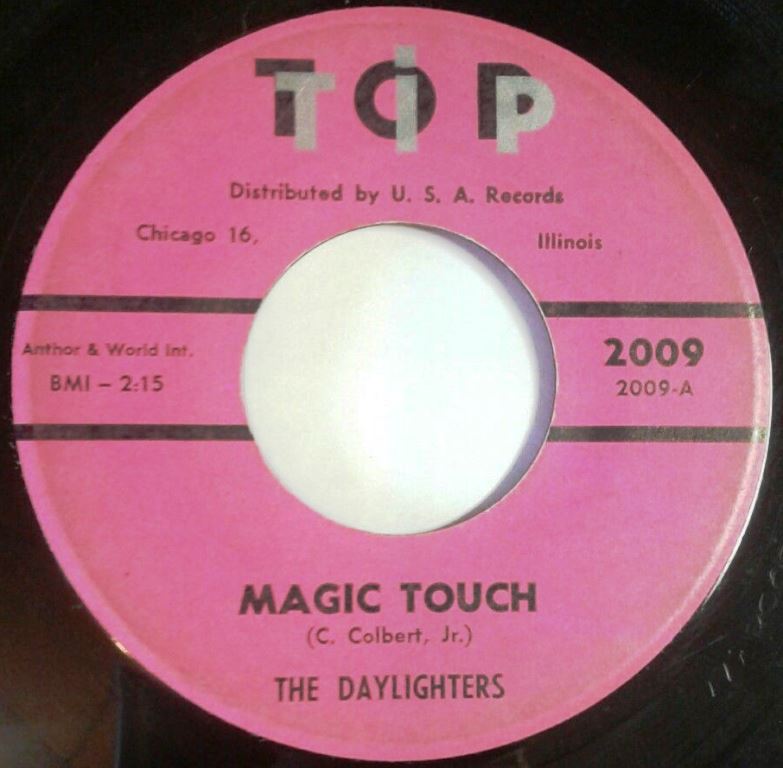 TOP
TiP
Distributed by U. S. A. Records
Chicago 16, Illinois
Anthor & World Int.
BMI – 2:15
2009
2009-A
MAGIC TOUCH
(C. Colbert, Jr.)
THE DAYLIGHTERS